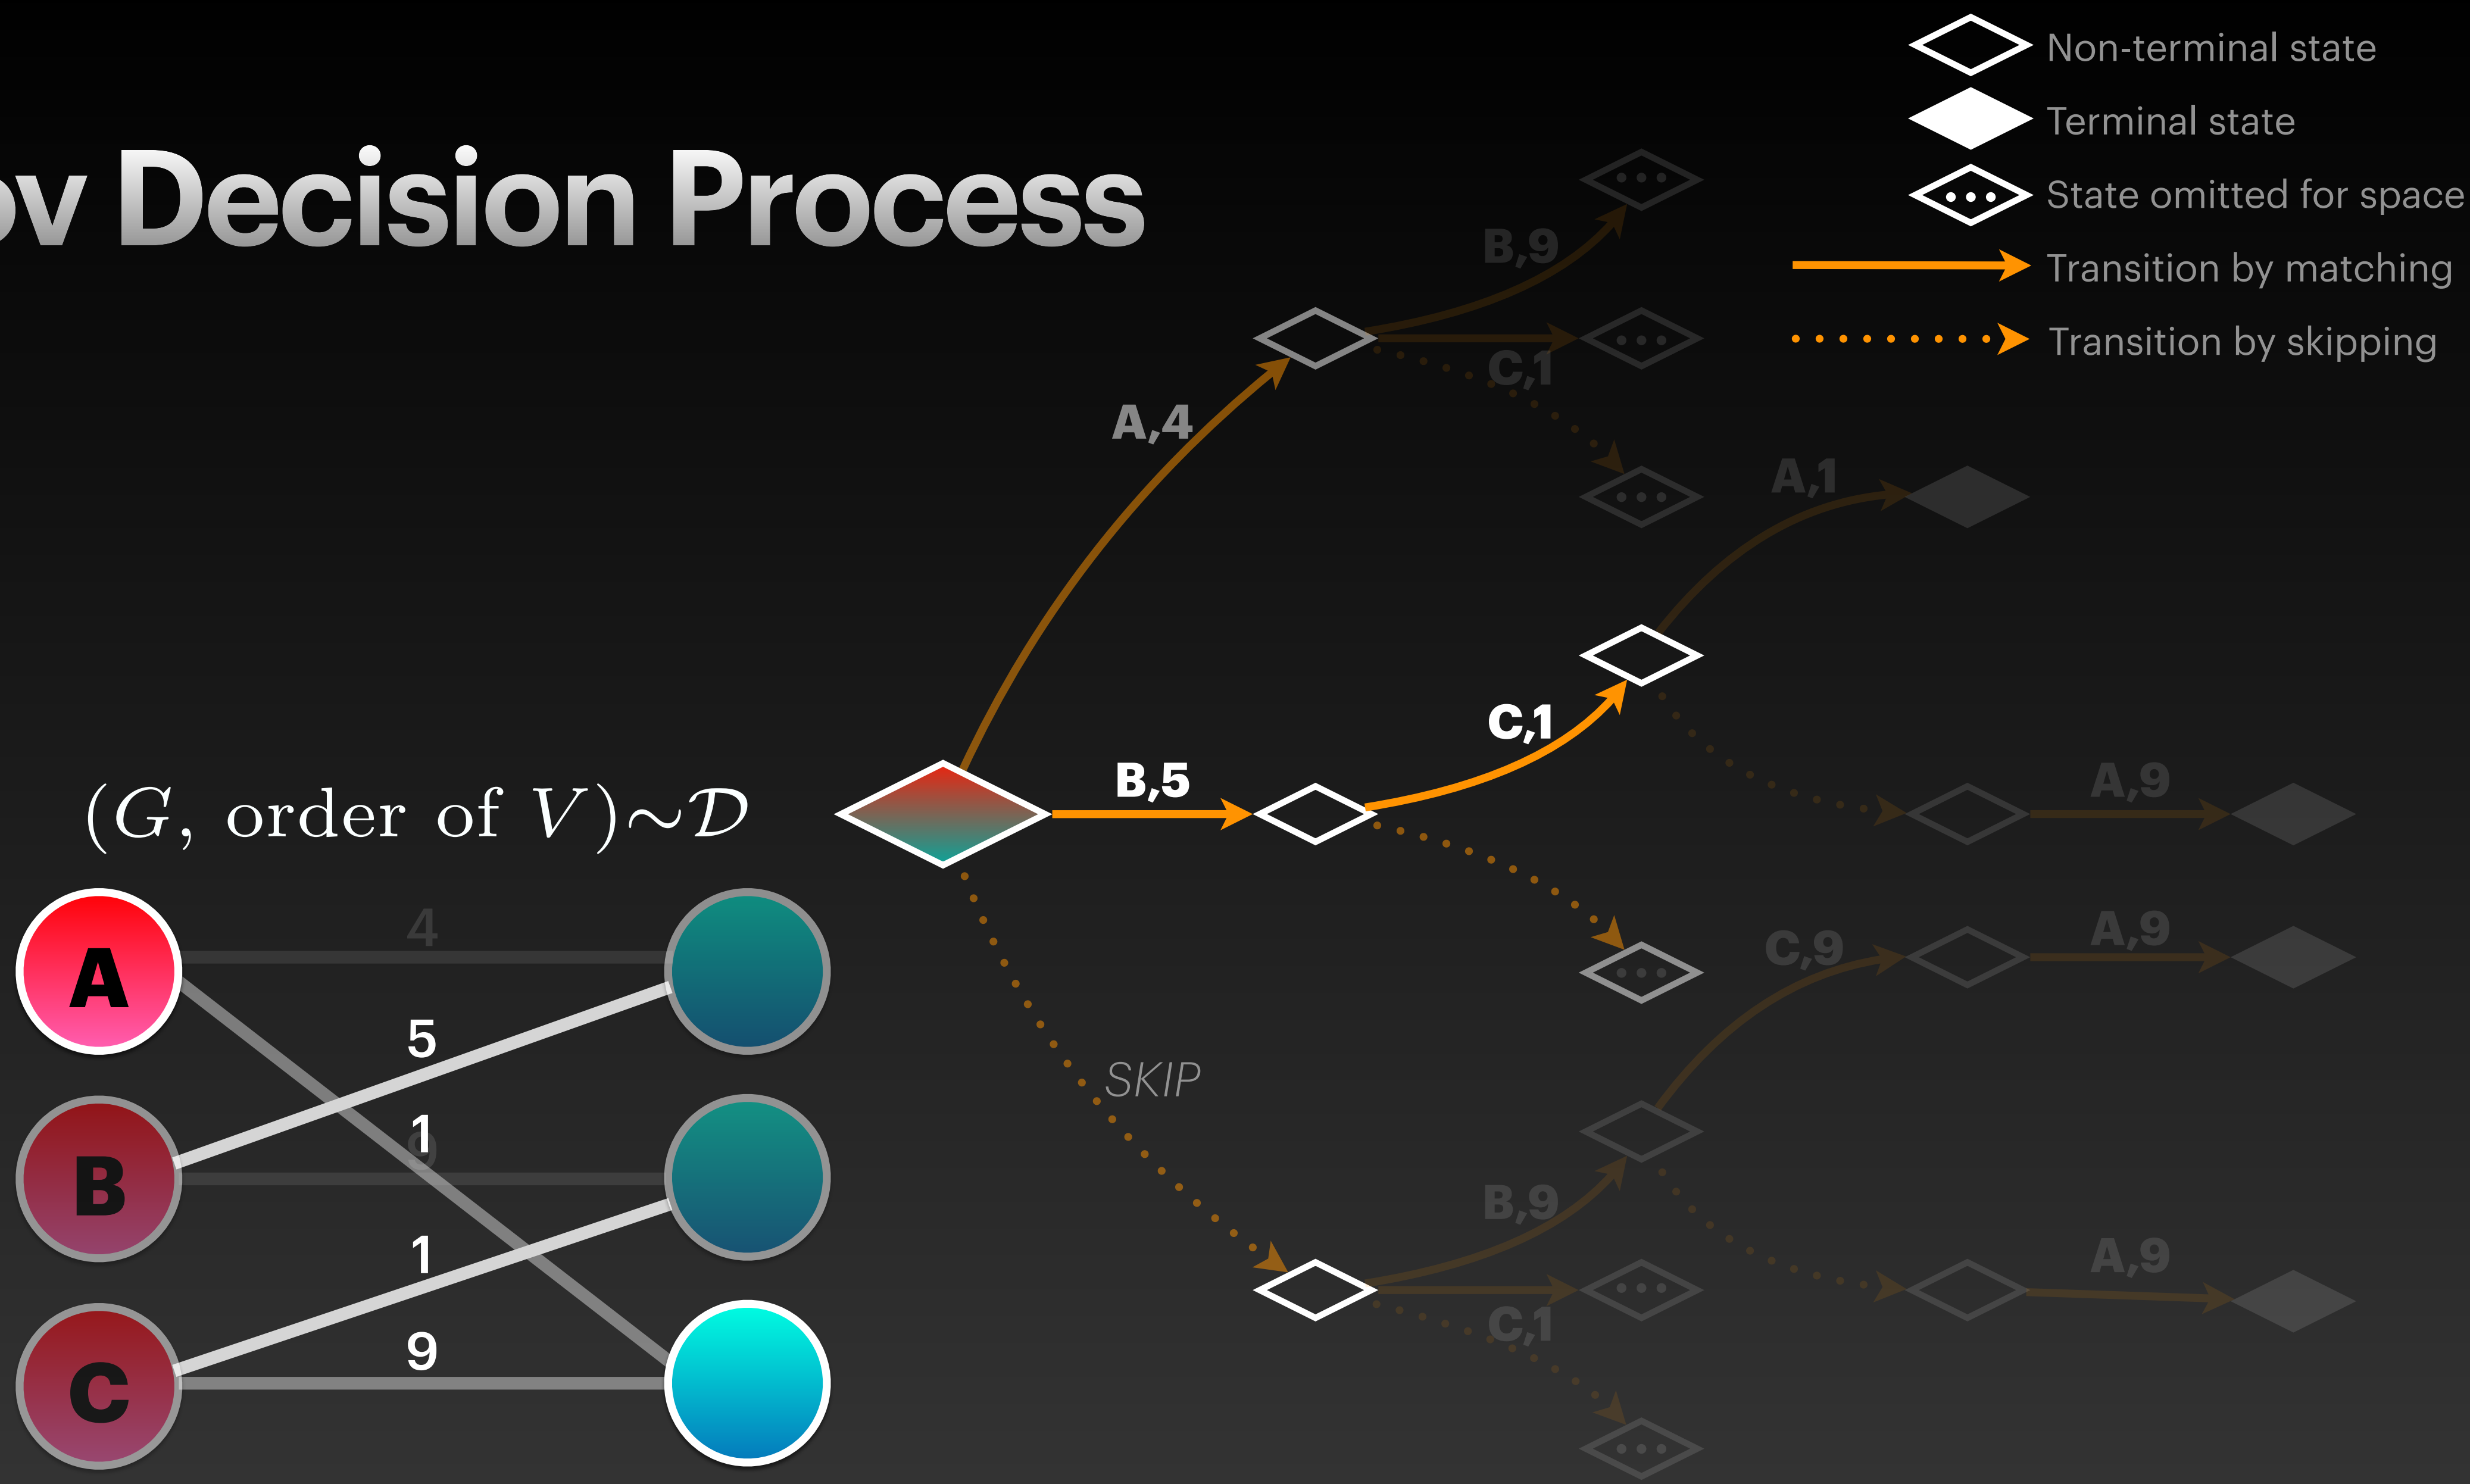 ov Decision Process
Non-terminal state
Terminal state
State omitted for space
Transition by matching
Transition by skipping
B,9
C,1
A,4
A,1
C,1
B,5
A,9
(G, order of V)~𝒟
A
4
5
B
1
9
1
C
9
SKIP
C,9
A,9
B,9
C,1
A,9